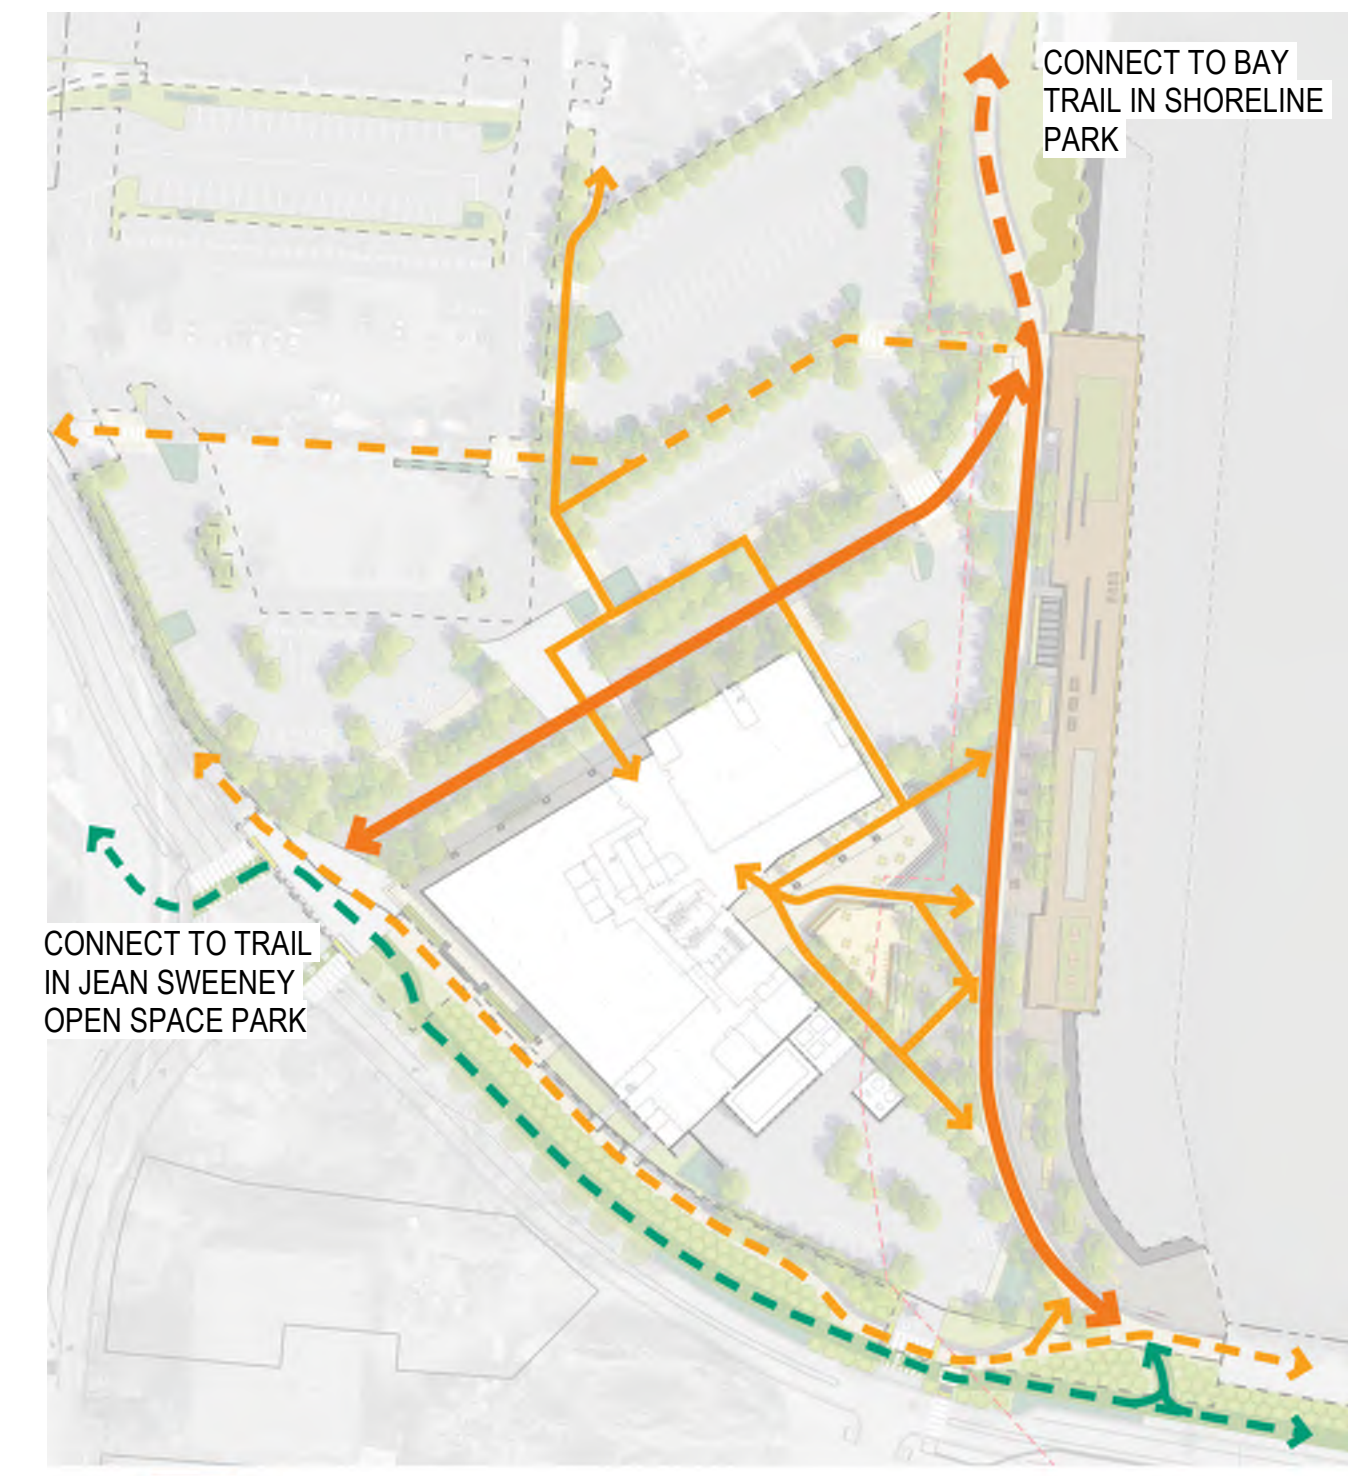 CONNECT TO BAY
TRAIL IN SHORELINE
PARK
CONNECT TO TRAIL
IN JEAN SWEENEY
OPEN SPACE PARK